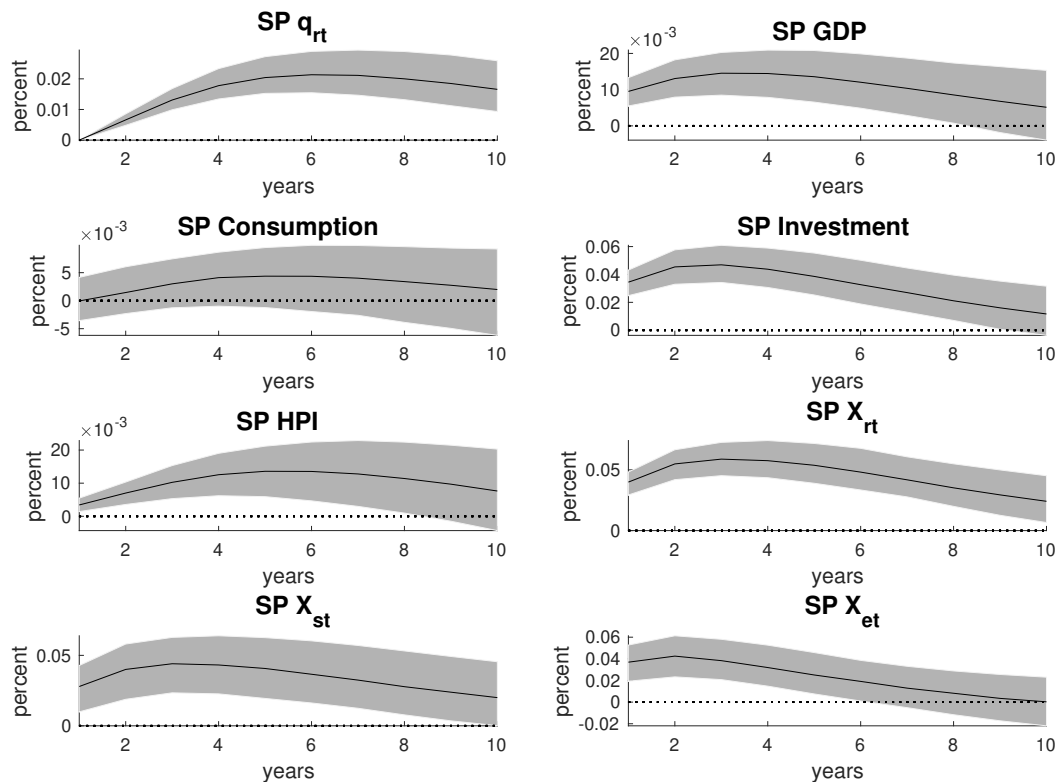 SP q_rt
percent
0.02
0.01
0
2 4 6 8 10
years
SP GDP
×10^-3
percent
20
10
0
2 4 6 8 10
years
SP Consumption
×10^-3
percent
5
0
-5
2 4 6 8 10
years
SP Investment
percent
0.06
0.04
0.02
0
2 4 6 8 10
years
SP HPI
×10^-3
percent
20
10
0
2 4 6 8 10
years
SP X_rt
percent
0.05
0
2 4 6 8 10
years
SP X_st
percent
0.05
0
2 4 6 8 10
years
SP X_et
percent
0.06
0.04
0.02
0
-0.02
2 4 6 8 10
years